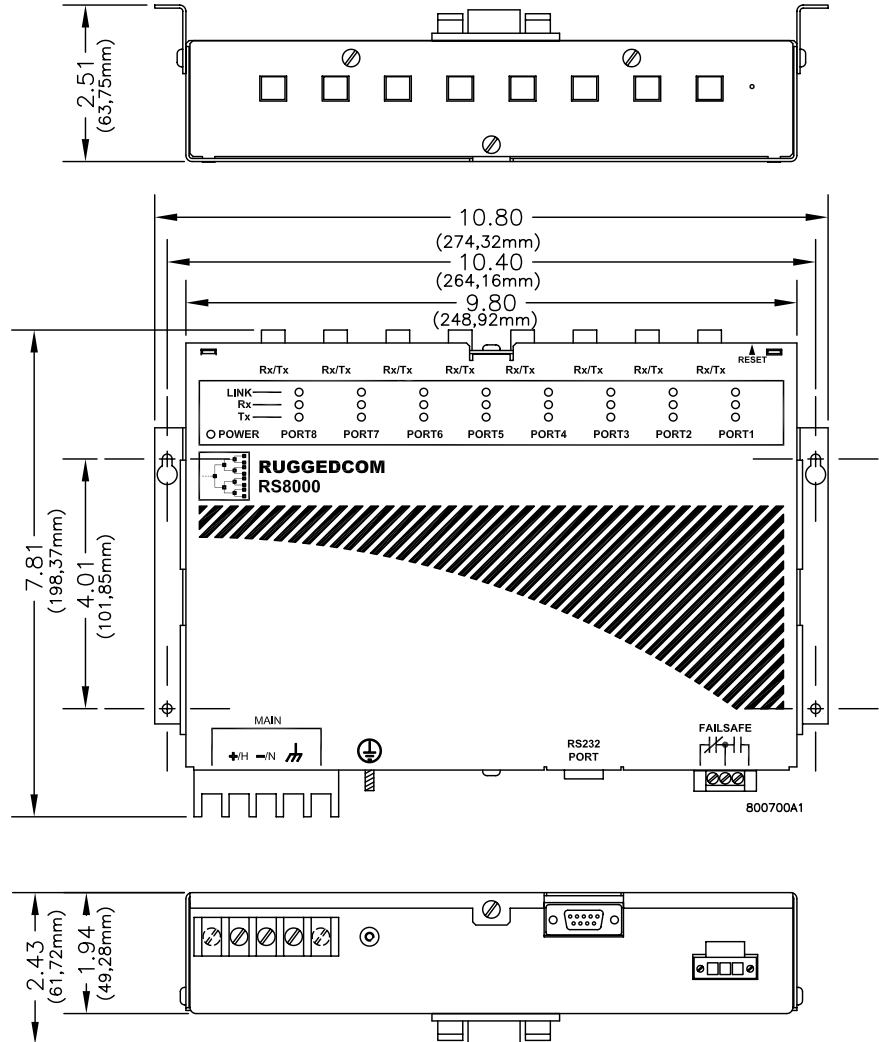 2.51
(63,75mm)
10.80
(274,32mm)
10.40
(264,16mm)
9.80
(248,92mm)
RESET
Rx/Tx Rx/Tx Rx/Tx Rx/Tx Rx/Tx Rx/Tx Rx/Tx Rx/Tx
LINK
Rx
Tx
POWER PORT8 PORT7 PORT6 PORT5 PORT4 PORT3 PORT2 PORT1
RUGGEDCOM
RS8000
7.81
(198,37mm)
4.01
(101,85mm)
MAIN
+/H -/N
RS232
PORT
FAILSAFE
800700A1
2.43
(61,72mm)
1.94
(49,28mm)